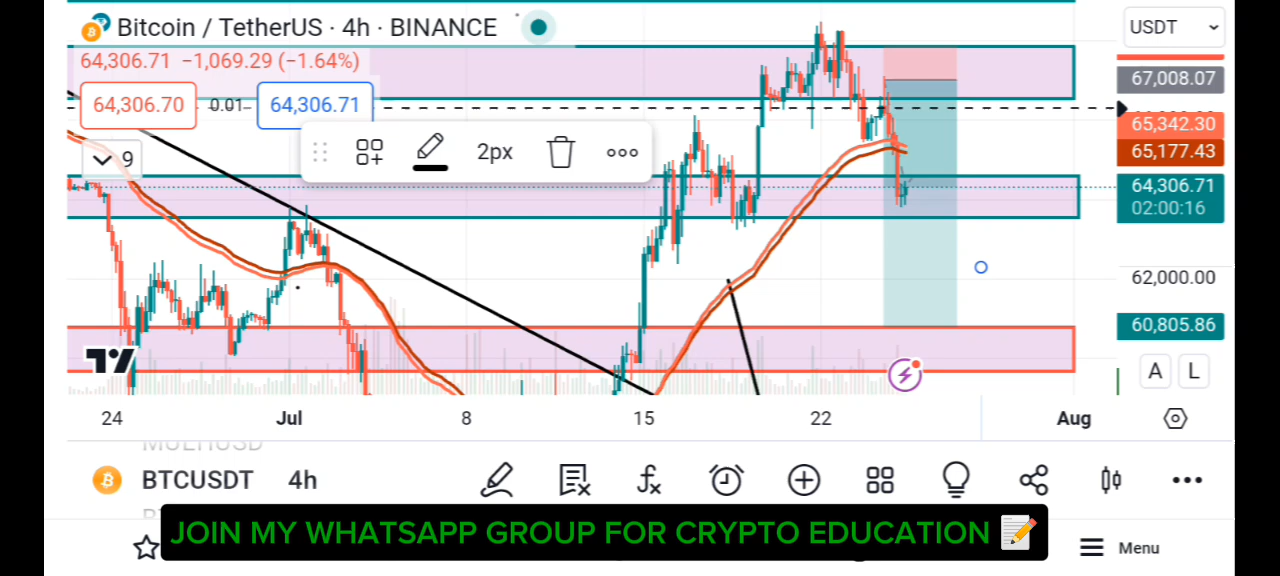 Bitcoin / TetherUS · 4h · BINANCE
USDT
64,306.71 −1,069.29 (−1.64%)
67,008.07
64,306.70 0.01 64,306.71
65,342.30
9
2px
65,177.43
64,306.71
02:00:16
62,000.00
60,805.86
A L
24 Jul 8 15 22 Aug
MULTIUSD
BTCUSDT 4h
JOIN MY WHATSAPP GROUP FOR CRYPTO EDUCATION 📝
Menu